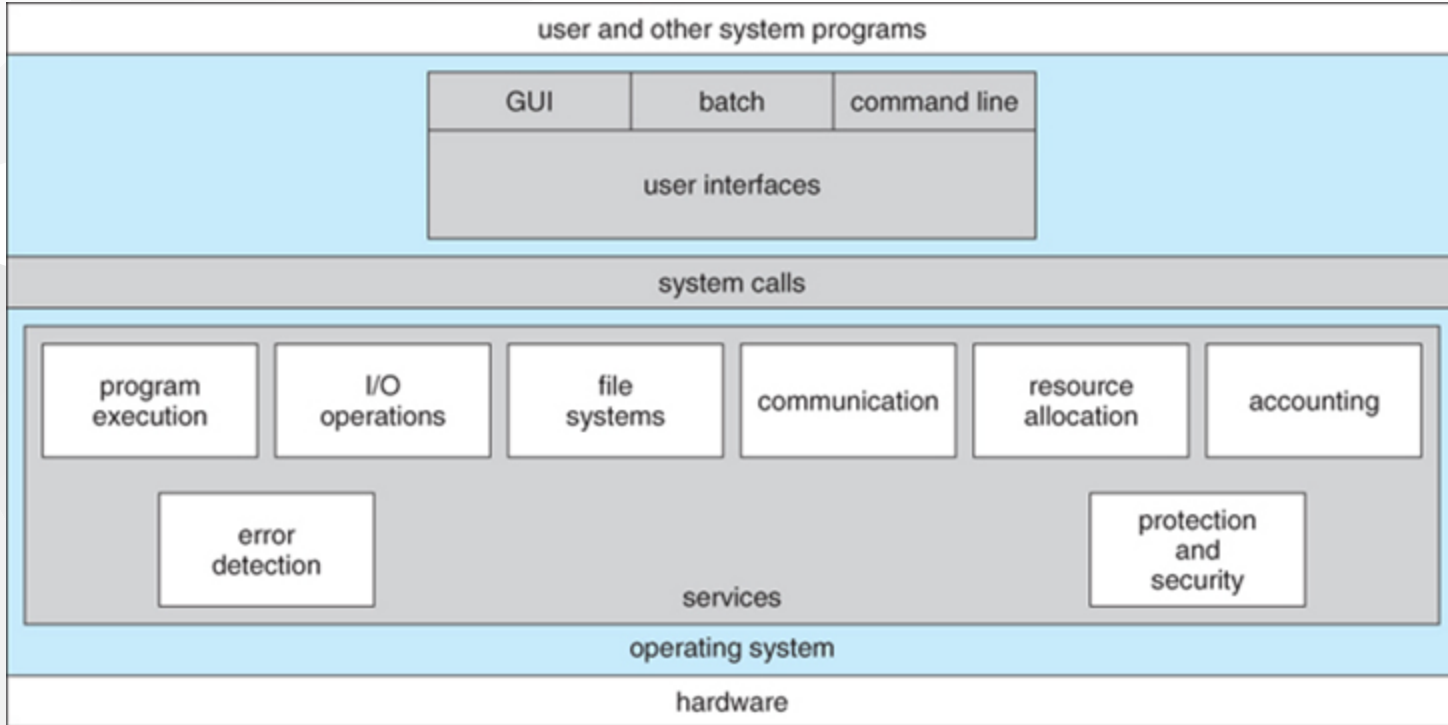 user and other system programs
GUI
batch
command line
user interfaces
system calls
program
execution
I/O
operations
file
systems
communication
resource
allocation
accounting
error
detection
protection
and
security
services
operating system
hardware